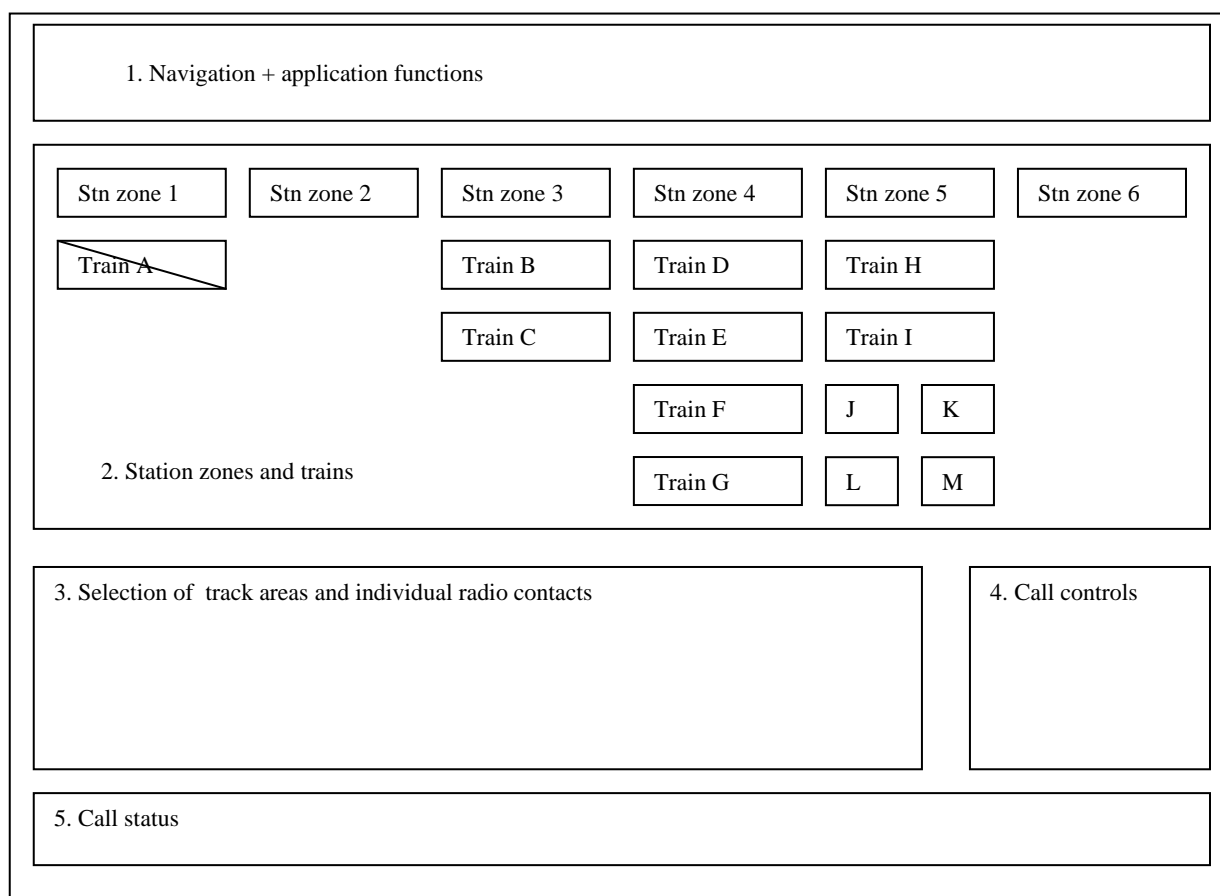 1. Navigation + application functions
Stn zone 1 Stn zone 2 Stn zone 3 Stn zone 4 Stn zone 5 Stn zone 6
Train A Train B Train D Train H
Train C Train E Train I
Train F J K
2. Station zones and trains
Train G L M
3. Selection of track areas and individual radio contacts
4. Call controls
5. Call status